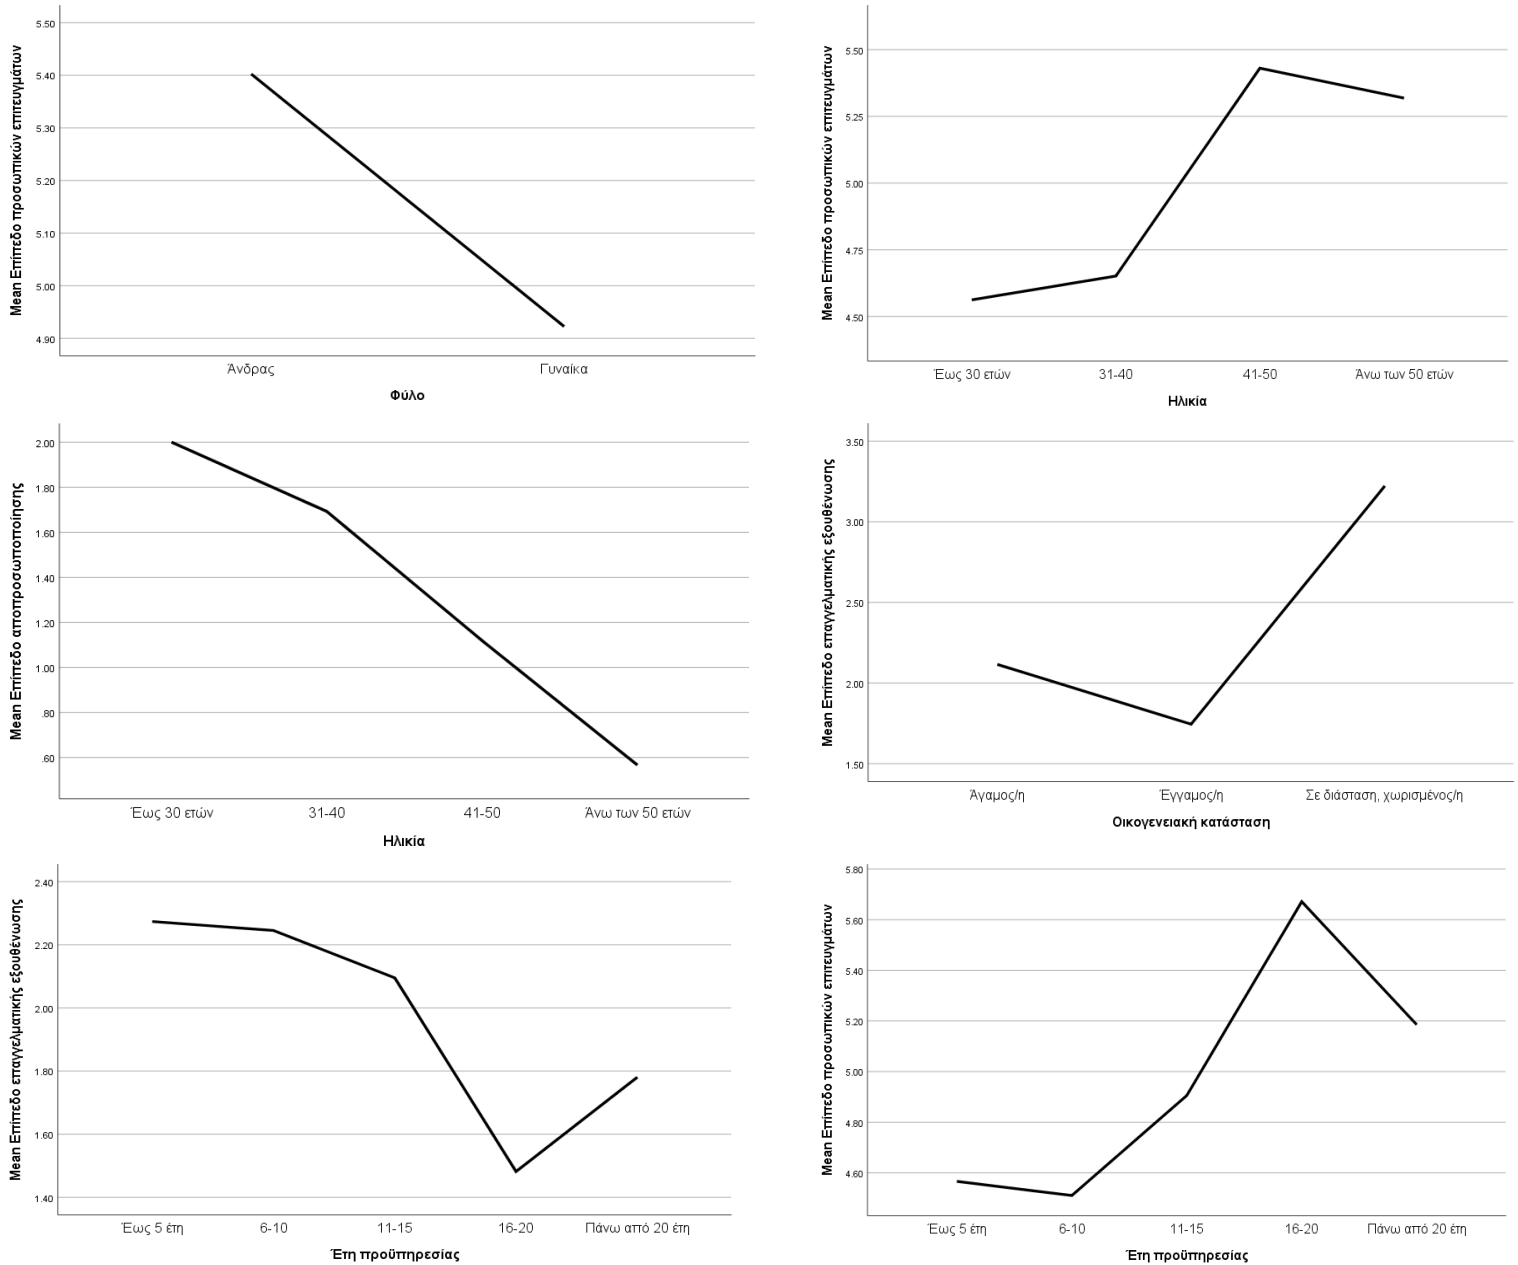 Mean Επίπεδο προσωπικών επιτευγμάτων
5.50
5.40
5.30
5.20
5.10
5.00
4.90
Άνδρας Γυναίκα
Φύλο
Mean Επίπεδο προσωπικών επιτευγμάτων
5.50
5.25
5.00
4.75
4.50
Έως 30 ετών 31-40 41-50 Άνω των 50 ετών
Ηλικία
Mean Επίπεδο αποπροσωποποίησης
2.00
1.80
1.60
1.40
1.20
1.00
.80
.60
Έως 30 ετών 31-40 41-50 Άνω των 50 ετών
Ηλικία
Mean Επίπεδο επαγγελματικής εξουθένωσης
3.50
3.00
2.50
2.00
1.50
Άγαμος/η Έγγαμος/η Σε διάσταση, χωρισμένος/η
Οικογενειακή κατάσταση
Mean Επίπεδο επαγγελματικής εξουθένωσης
2.40
2.20
2.00
1.80
1.60
1.40
Έως 5 έτη 6-10 11-15 16-20 Πάνω από 20 έτη
Έτη προϋπηρεσίας
Mean Επίπεδο προσωπικών επιτευγμάτων
5.80
5.60
5.40
5.20
5.00
4.80
4.60
Έως 5 έτη 6-10 11-15 16-20 Πάνω από 20 έτη
Έτη προϋπηρεσίας